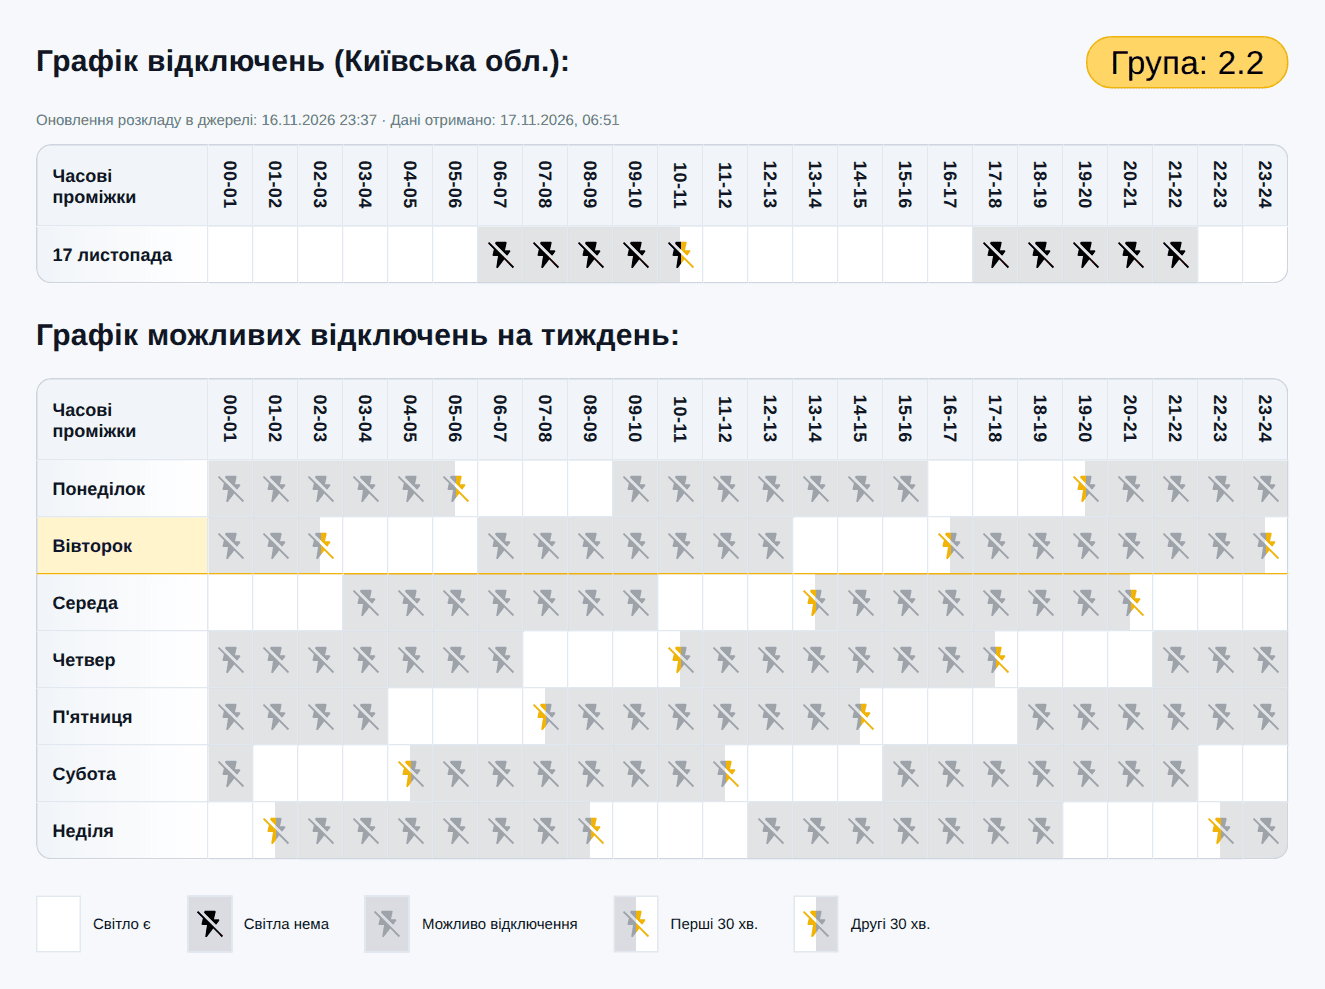 Графік відключень (Київська обл.):
Група: 2.2
Оновлення розкладу в джерелі: 16.11.2026 23:37 · Дані отримано: 17.11.2026, 06:51
Часові
проміжки
00-01 01-02 02-03 03-04 04-05 05-06 06-07 07-08 08-09 09-10 10-11 11-12 12-13 13-14 14-15 15-16 16-17 17-18 18-19 19-20 20-21 21-22 22-23 23-24
17 листопада
Графік можливих відключень на тиждень:
Часові
проміжки
00-01 01-02 02-03 03-04 04-05 05-06 06-07 07-08 08-09 09-10 10-11 11-12 12-13 13-14 14-15 15-16 16-17 17-18 18-19 19-20 20-21 21-22 22-23 23-24
Понеділок
Вівторок
Середа
Четвер
П'ятниця
Субота
Неділя
Світло є
Світла нема
Можливо відключення
Перші 30 хв.
Другі 30 хв.